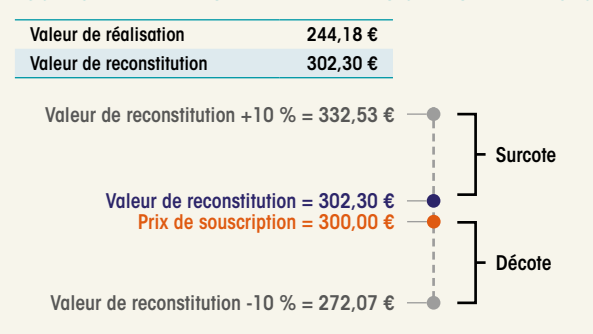 Valeur de réalisation 244,18 €
Valeur de reconstitution 302,30 €
Valeur de reconstitution +10 % = 332,53 €
Surcote
Valeur de reconstitution = 302,30 €
Prix de souscription = 300,00 €
Décote
Valeur de reconstitution -10 % = 272,07 €